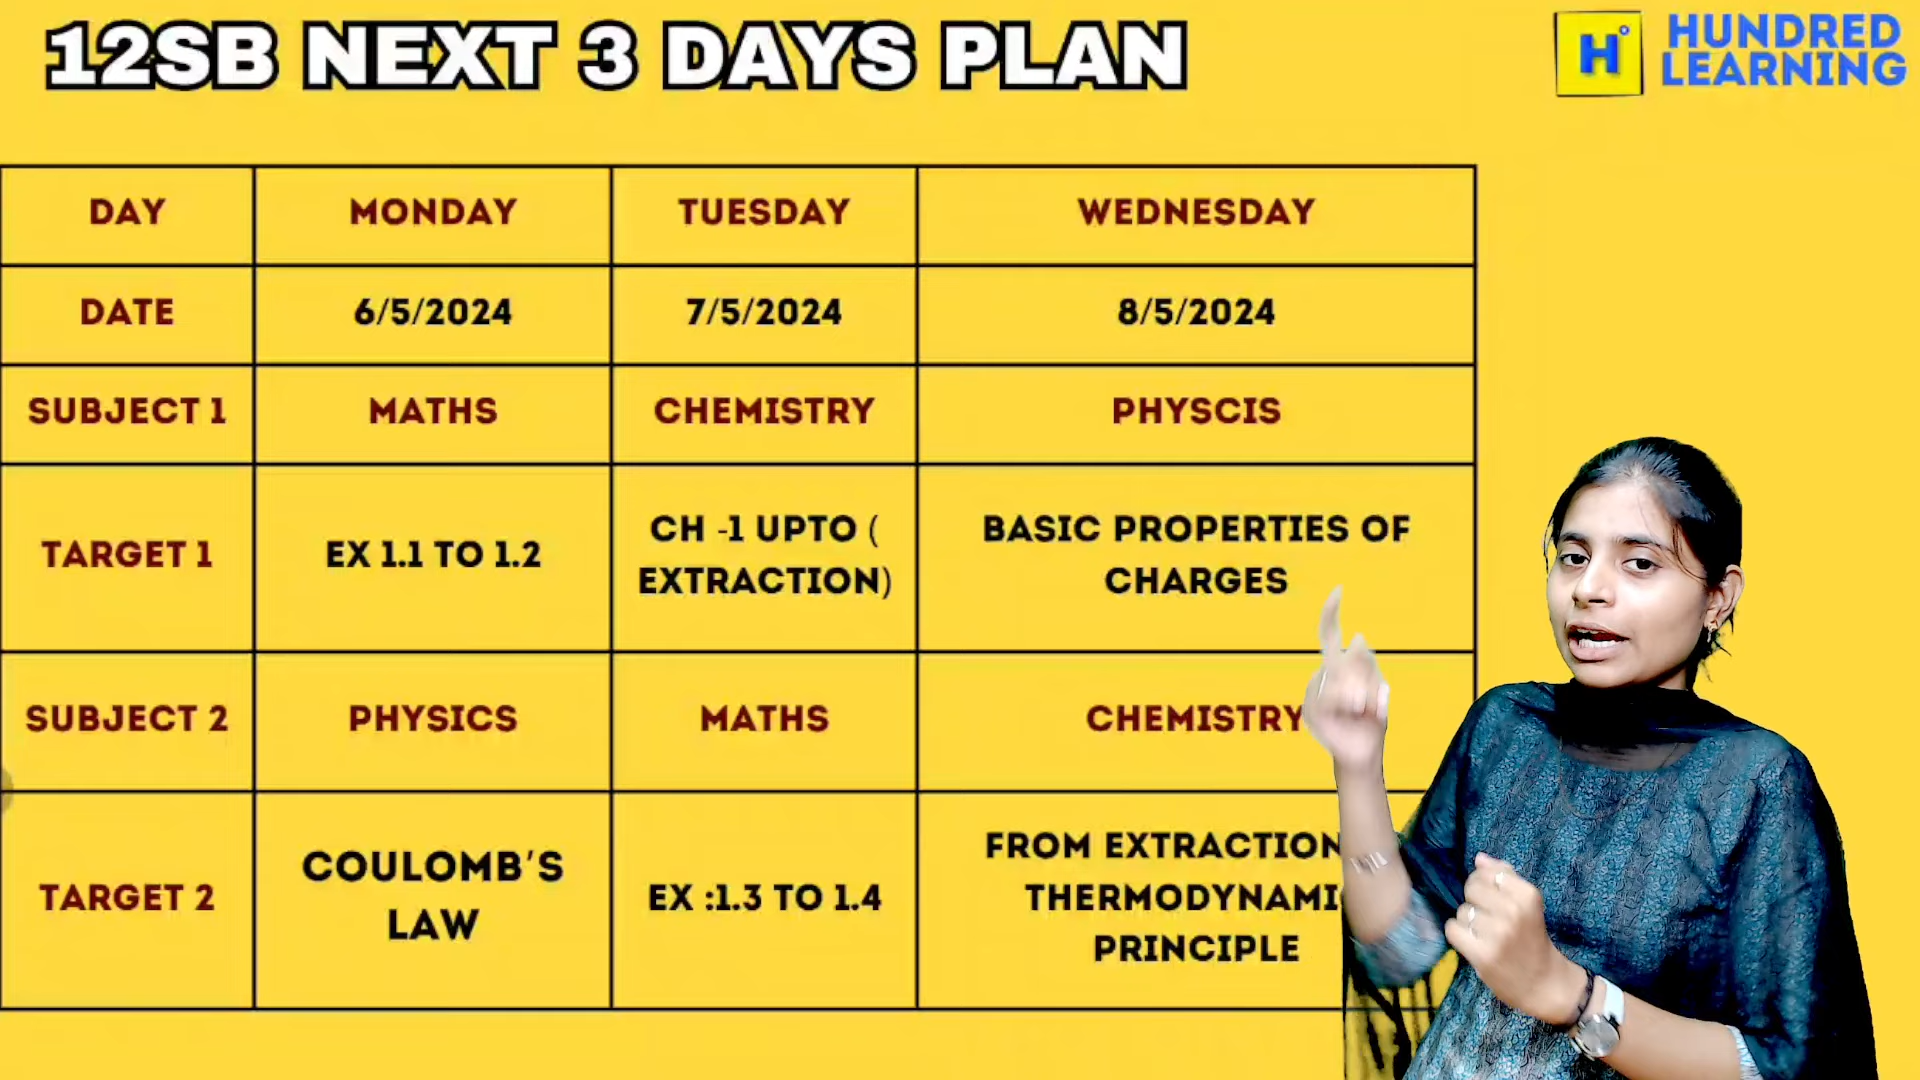 12SB NEXT 3 DAYS PLAN
H°
HUNDRED
LEARNING
DAY
MONDAY
TUESDAY
WEDNESDAY
DATE
6/5/2024
7/5/2024
8/5/2024
SUBJECT 1
MATHS
CHEMISTRY
PHYSCIS
TARGET 1
EX 1.1 TO 1.2
CH -1 UPTO (
EXTRACTION)
BASIC PROPERTIES OF
CHARGES
SUBJECT 2
PHYSICS
MATHS
CHEMISTRY
TARGET 2
COULOMB'S
LAW
EX :1.3 TO 1.4
FROM EXTRACTION
THERMODYNAMIC
PRINCIPLE